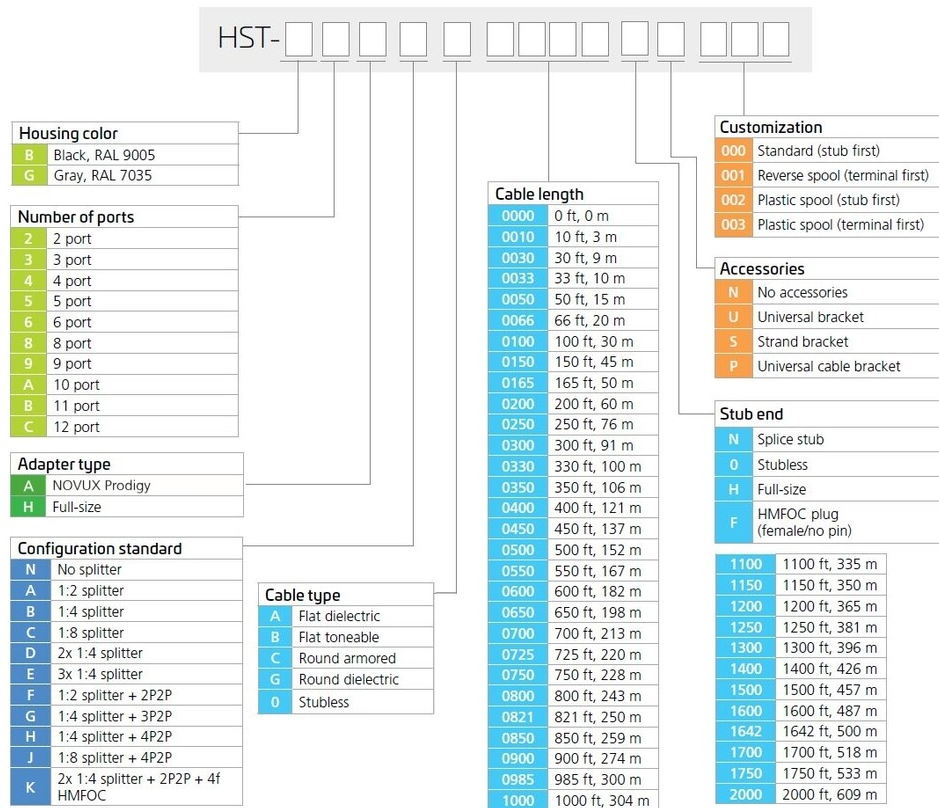 HST-
Housing color
B Black, RAL 9005
G Gray, RAL 7035
Number of ports
2 2 port
3 3 port
4 4 port
5 5 port
6 6 port
8 8 port
9 9 port
A 10 port
B 11 port
C 12 port
Adapter type
A NOVUX Prodigy
H Full-size
Configuration standard
N No splitter
A 1:2 splitter
B 1:4 splitter
C 1:8 splitter
D 2x 1:4 splitter
E 3x 1:4 splitter
F 1:2 splitter + 2P2P
G 1:4 splitter + 3P2P
H 1:4 splitter + 4P2P
J 1:8 splitter + 4P2P
K 2x 1:4 splitter + 2P2P + 4f
HMFOC
Cable type
A Flat dielectric
B Flat toneable
C Round armored
G Round dielectric
0 Stubless
Cable length
0000 0 ft, 0 m
0010 10 ft, 3 m
0030 30 ft, 9 m
0033 33 ft, 10 m
0050 50 ft, 15 m
0066 66 ft, 20 m
0100 100 ft, 30 m
0150 150 ft, 45 m
0165 165 ft, 50 m
0200 200 ft, 60 m
0250 250 ft, 76 m
0300 300 ft, 91 m
0330 330 ft, 100 m
0350 350 ft, 106 m
0400 400 ft, 121 m
0450 450 ft, 137 m
0500 500 ft, 152 m
0550 550 ft, 167 m
0600 600 ft, 182 m
0650 650 ft, 198 m
0700 700 ft, 213 m
0725 725 ft, 220 m
0750 750 ft, 228 m
0800 800 ft, 243 m
0821 821 ft, 250 m
0850 850 ft, 259 m
0900 900 ft, 274 m
0985 985 ft, 300 m
1000 1000 ft, 304 m
Customization
000 Standard (stub first)
001 Reverse spool (terminal first)
002 Plastic spool (stub first)
003 Plastic spool (terminal first)
Accessories
N No accessories
U Universal bracket
S Strand bracket
P Universal cable bracket
Stub end
N Splice stub
0 Stubless
H Full-size
F HMFOC plug
(female/no pin)
1100 1100 ft, 335 m
1150 1150 ft, 350 m
1200 1200 ft, 365 m
1250 1250 ft, 381 m
1300 1300 ft, 396 m
1400 1400 ft, 426 m
1500 1500 ft, 457 m
1600 1600 ft, 487 m
1642 1642 ft, 500 m
1700 1700 ft, 518 m
1750 1750 ft, 533 m
2000 2000 ft, 609 m